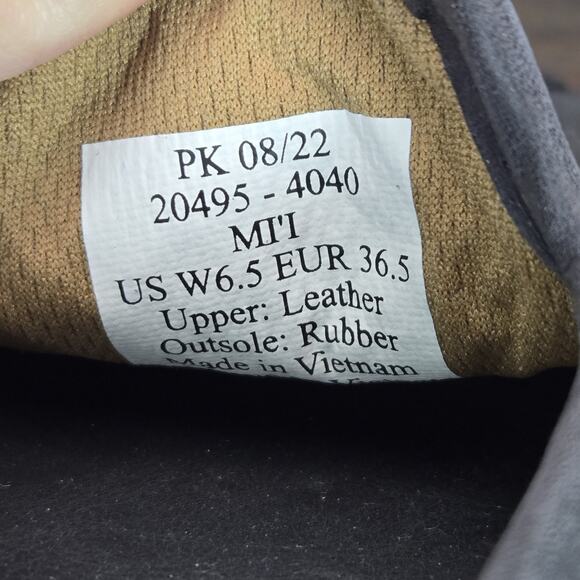 PK 08/22
20495 - 4040
MI'I
US W6.5 EUR 36.5
Upper: Leather
Outsole: Rubber
Made in Vietnam